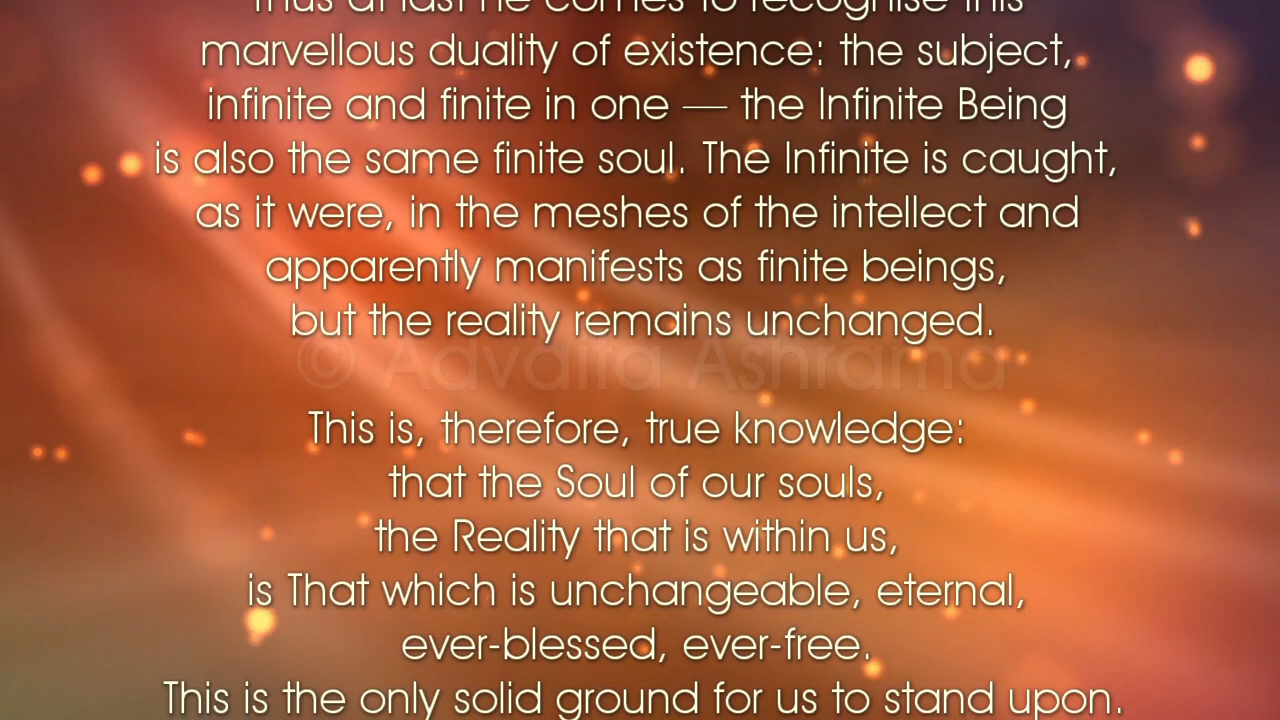 Thus at last he comes to recognise this
marvellous duality of existence: the subject,
infinite and finite in one — the Infinite Being
is also the same finite soul. The Infinite is caught,
as it were, in the meshes of the intellect and
apparently manifests as finite beings,
but the reality remains unchanged.
© Advaita Ashrama
This is, therefore, true knowledge:
that the Soul of our souls,
the Reality that is within us,
is That which is unchangeable, eternal,
ever-blessed, ever-free.
This is the only solid ground for us to stand upon.